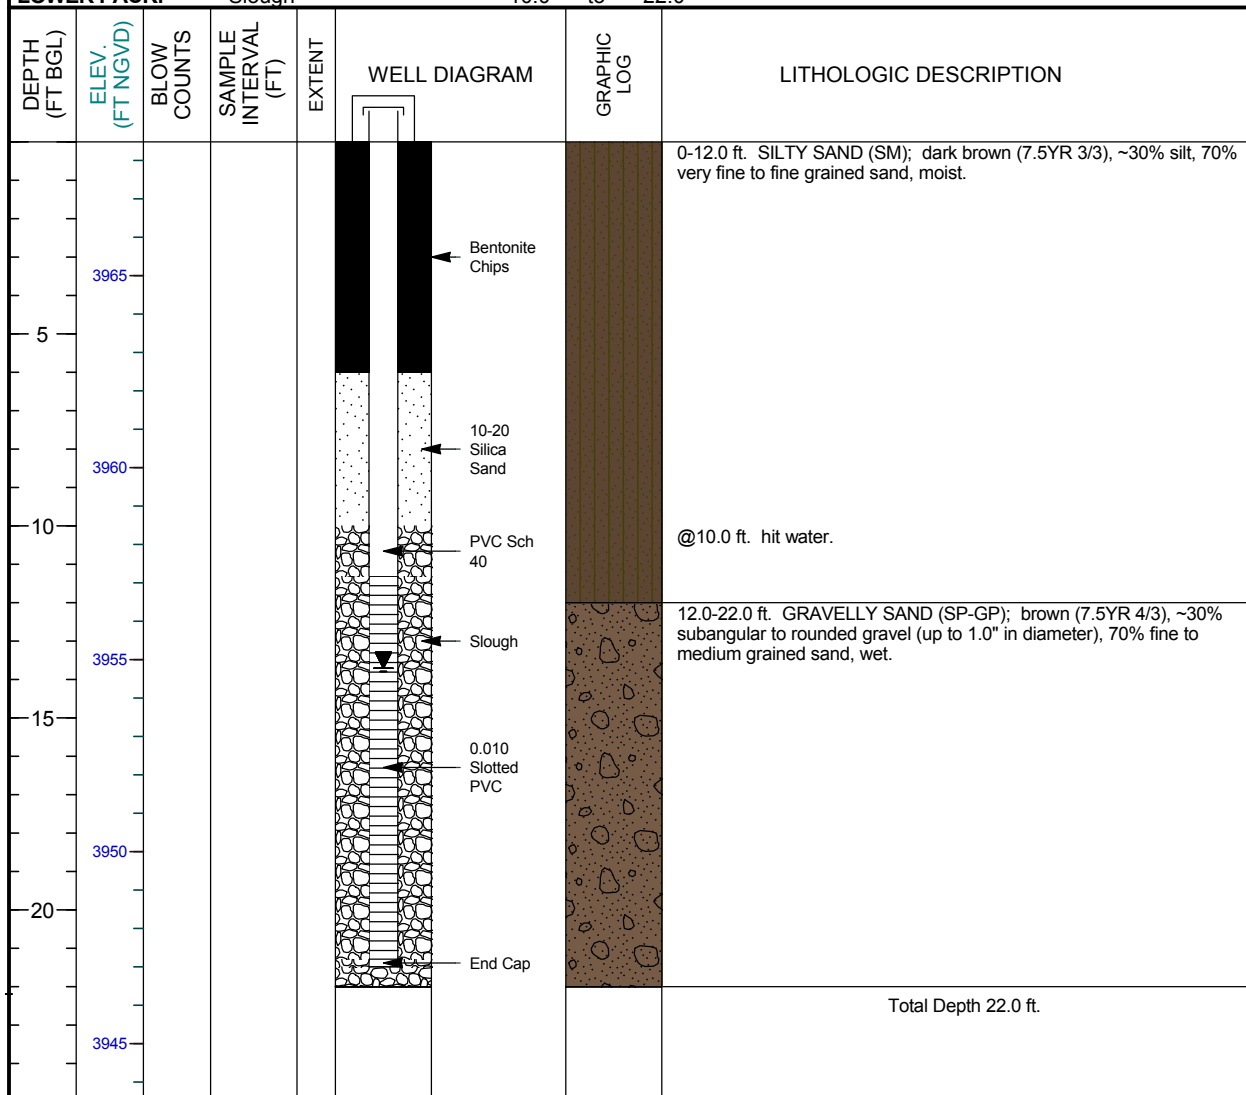 Slough
DEPTH
(FT BGL)
ELEV.
(FT NGVD)
BLOW
COUNTS
SAMPLE
INTERVAL
(FT)
EXTENT
WELL DIAGRAM
GRAPHIC
LOG
LITHOLOGIC DESCRIPTION
0-12.0 ft. SILTY SAND (SM); dark brown (7.5YR 3/3), ~30% silt, 70%
very fine to fine grained sand, moist.
Bentonite
Chips
3965
5
10-20
Silica
Sand
3960
10
@10.0 ft. hit water.
PVC Sch
40
12.0-22.0 ft. GRAVELLY SAND (SP-GP); brown (7.5YR 4/3), ~30%
subangular to rounded gravel (up to 1.0" in diameter), 70% fine to
medium grained sand, wet.
Slough
3955
15
0.010
Slotted
PVC
3950
20
End Cap
Total Depth 22.0 ft.
3945